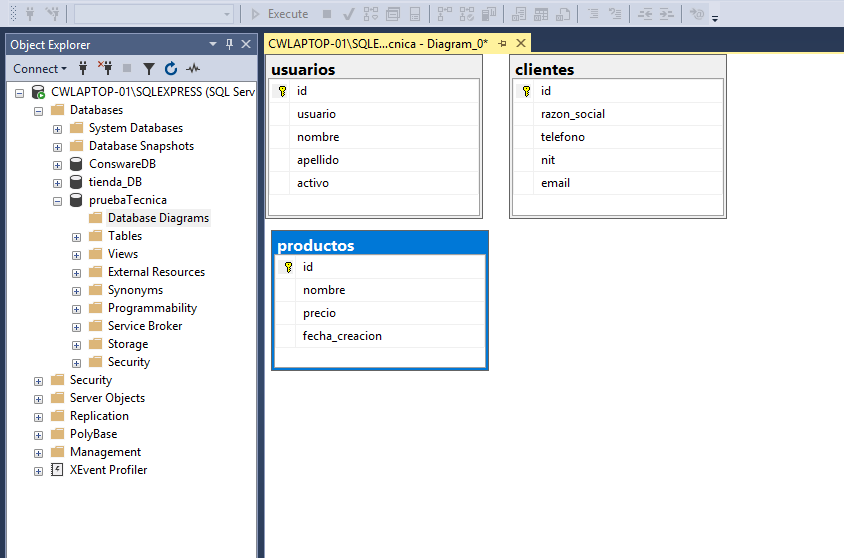 Execute
Object Explorer
CWLAPTOP-01\SQLE...cnica - Diagram_0*
Connect
CWLAPTOP-01\SQLEXPRESS (SQL Serv
Databases
System Databases
Database Snapshots
ConswareDB
tienda_DB
pruebaTecnica
Database Diagrams
Tables
Views
External Resources
Synonyms
Programmability
Service Broker
Storage
Security
Security
Server Objects
Replication
PolyBase
Management
XEvent Profiler
usuarios
id
usuario
nombre
apellido
activo
clientes
id
razon_social
telefono
nit
email
productos
id
nombre
precio
fecha_creacion